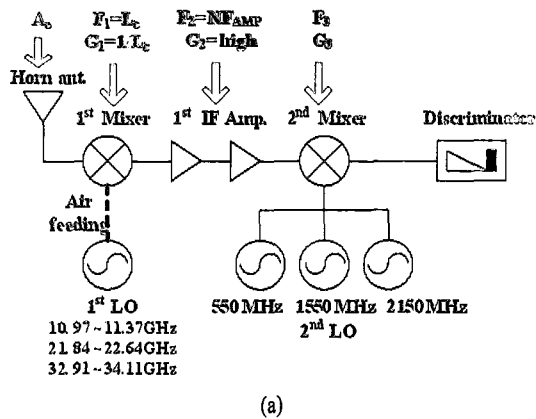 Ae F1=Lc F2=NFAMP F3
G1=1/Lc G2=high G3
Horn ant.
1st Mixer 1st IF Amp. 2nd Mixer Discriminator
Air
feeding
1st LO 550 MHz 1550 MHz 2150 MHz
10.97~11.37GHz 2nd LO
21.84~22.64GHz
32.91~34.11GHz
(a)